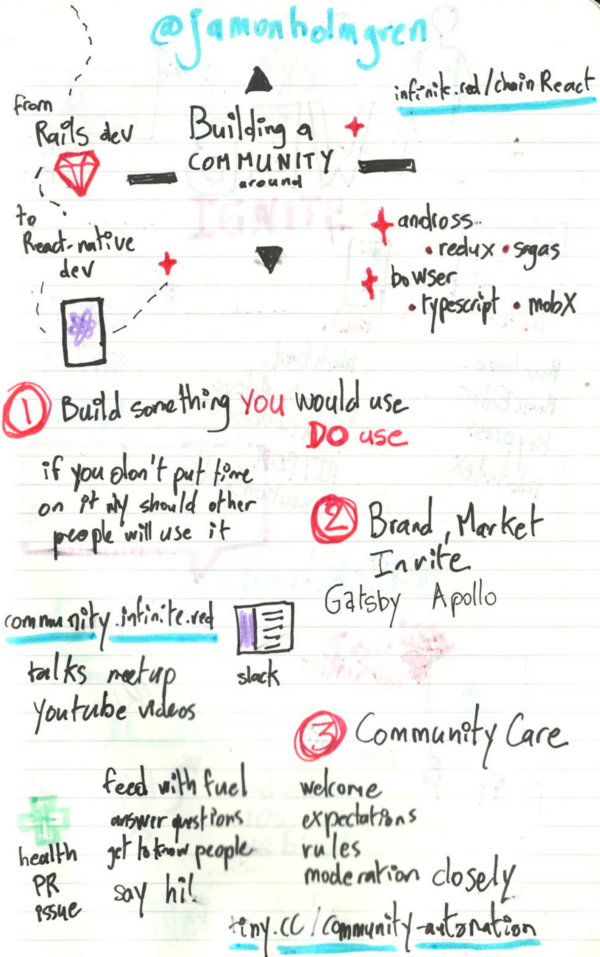 @jamonholmgren
infinite.red/chainReact
from
Rails dev
to
React-native
dev
Building a
COMMUNITY
around
IGNITE
andross
• redux • sagas
bowser
• typescript • mobX
1 Build something YOU would use
DO use
if you don't put time
on it why should other
people will use it
2 Brand, Market
Invite
Gatsby Apollo
community.infinite.red
slack
talks meetup
Youtube videos
3 Community Care
feed with fuel
answer questions
get to know people
say hi!
health
PR
issue
welcome
expectations
rules
moderation closely
tiny.cc/community-automation